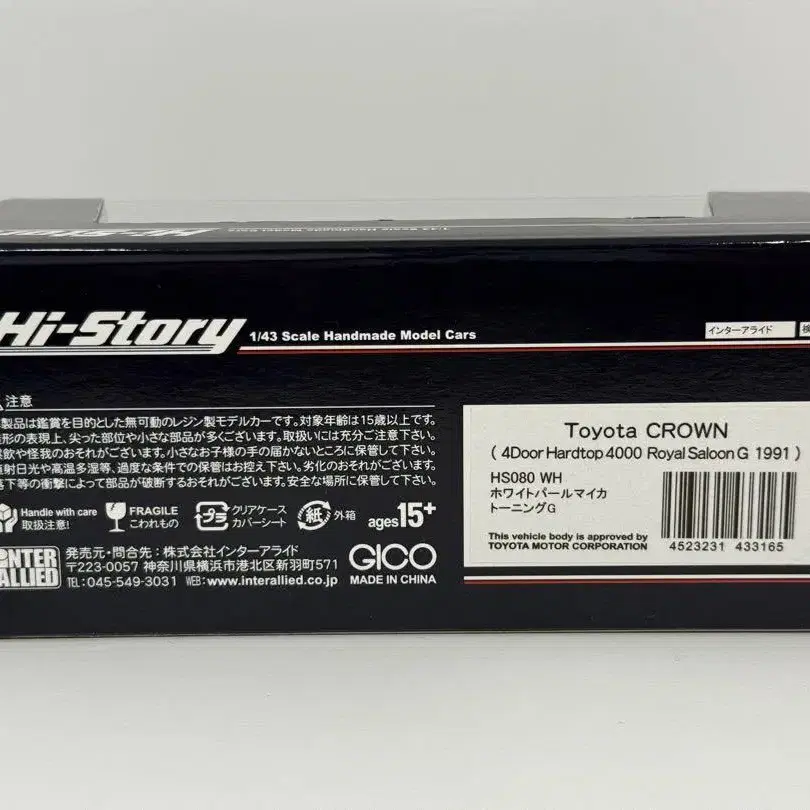 Hi-Story
1/43 Scale Handmade Model Cars
Hi-Story 1/43 Scale Handmade Model Cars
インターアライド
検
注意
製品は鑑賞を目的とした無可動のレジン製モデルカーです。対象年齢は15歳以上です。
形の表現上、尖った部位や小さな部品が多くございます。取扱いには充分ご注意下さい。
飲や怪我のおそれがございます。小さなお子様の手の届かないところに保管して下さい。
射日光や高温多湿等、過度な条件での保管はお控え下さい。劣化のおそれがございます。
下等の衝撃によって部品が破断するおそれがございます。安全な場所に保管して下さい。
Handle with care
取扱注意!
FRAGILE
こわれもの
プラ
クリアケース
カバーシート
紙
外箱
ages15+
INTER
ALLIED
発売元・問合先:株式会社インターアライド
〒223-0057 神奈川県横浜市港北区新羽町571
TEL:045-549-3031 WEB:www.interallied.co.jp
GICO
MADE IN CHINA
Toyota CROWN
( 4Door Hardtop 4000 Royal Saloon G 1991 )
HS080 WH
ホワイトパールマイカ
トーニングG
This vehicle body is approved by
TOYOTA MOTOR CORPORATION
4523231 433165